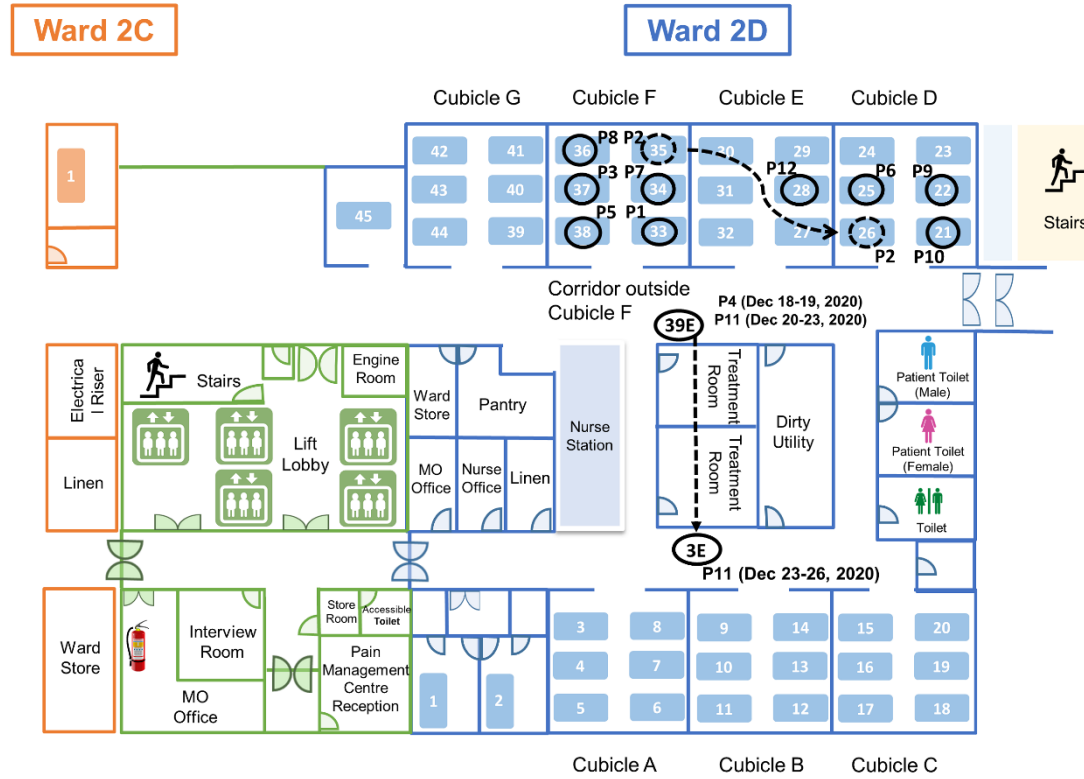 Ward 2C
Ward 2D
Cubicle G
Cubicle F
Cubicle E
Cubicle D
1
45
42
41
43
40
44
39
P8
P2
36
35
P3
P7
37
34
P5
P1
38
33
30
29
P12
31
28
32
27
24
23
P6
P9
25
22
26
21
P2
P10
Stairs
Corridor outside
Cubicle F
P4 (Dec 18-19, 2020)
P11 (Dec 20-23, 2020)
39E
Electrica
l Riser
Linen
Stairs
Engine
Room
Lift
Lobby
Ward
Store
Pantry
MO
Office
Nurse
Office
Linen
Nurse
Station
Treatment
Room
Treatment
Room
Dirty
Utility
Patient Toilet
(Male)
Patient Toilet
(Female)
Toilet
3E
P11 (Dec 23-26, 2020)
Ward
Store
Interview
Room
MO
Office
Store
Room
Accessible
Toilet
Pain
Management
Centre
Reception
1
2
3
8
4
7
5
6
9
14
10
13
11
12
15
20
16
19
17
18
Cubicle A
Cubicle B
Cubicle C